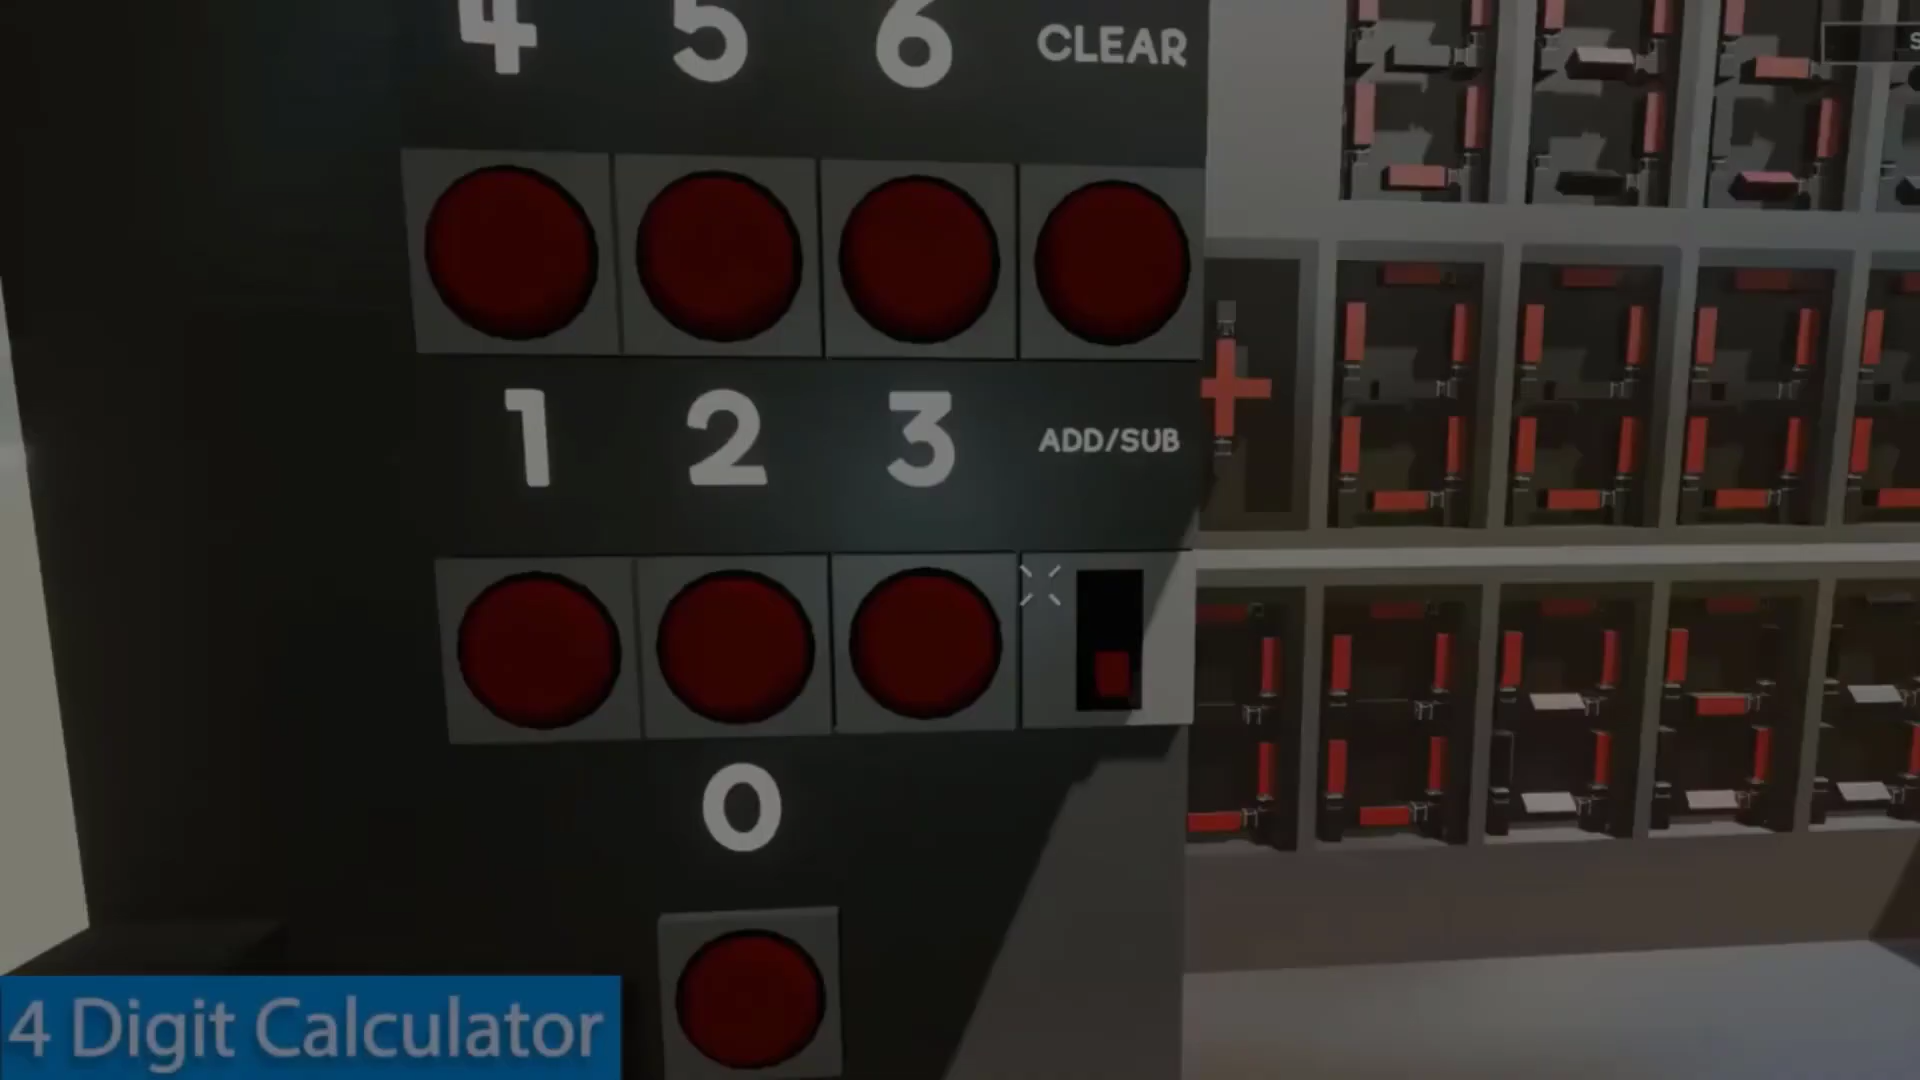 4 5 6 CLEAR
1 2 3 ADD/SUB
+
0
4 Digit Calculator